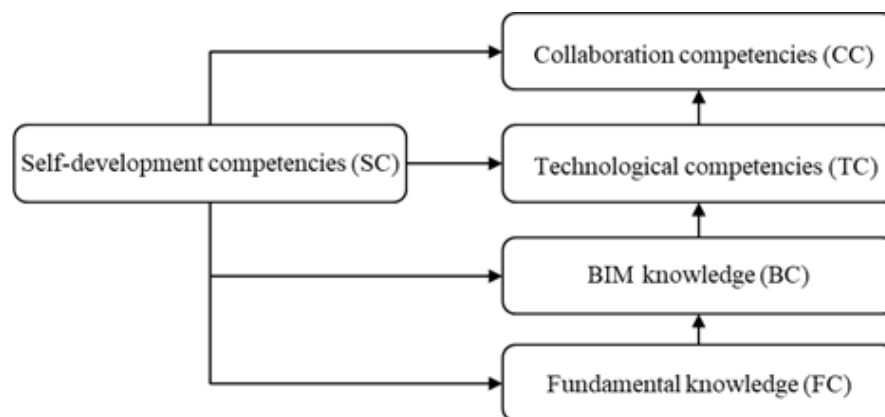 Collaboration competencies (CC)
Self-development competencies (SC)
Technological competencies (TC)
BIM knowledge (BC)
Fundamental knowledge (FC)